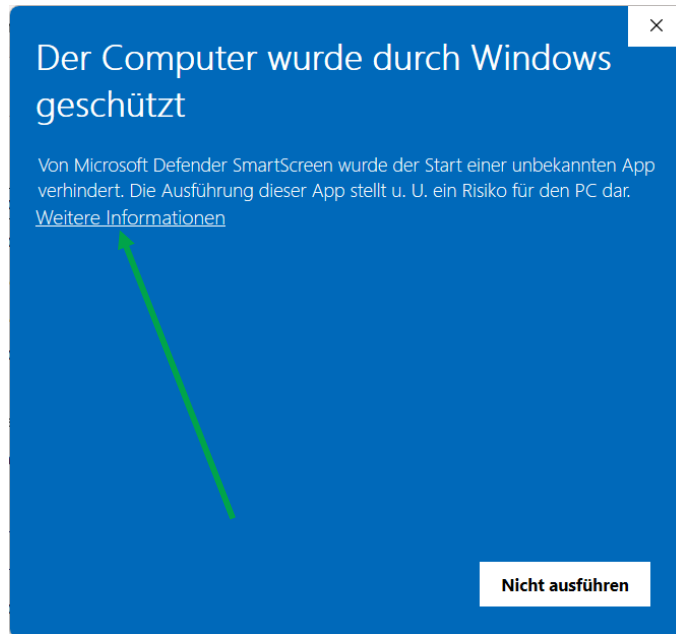 Der Computer wurde durch Windows
geschützt
Von Microsoft Defender SmartScreen wurde der Start einer unbekannten App
verhindert. Die Ausführung dieser App stellt u. U. ein Risiko für den PC dar.
Weitere Informationen
Nicht ausführen